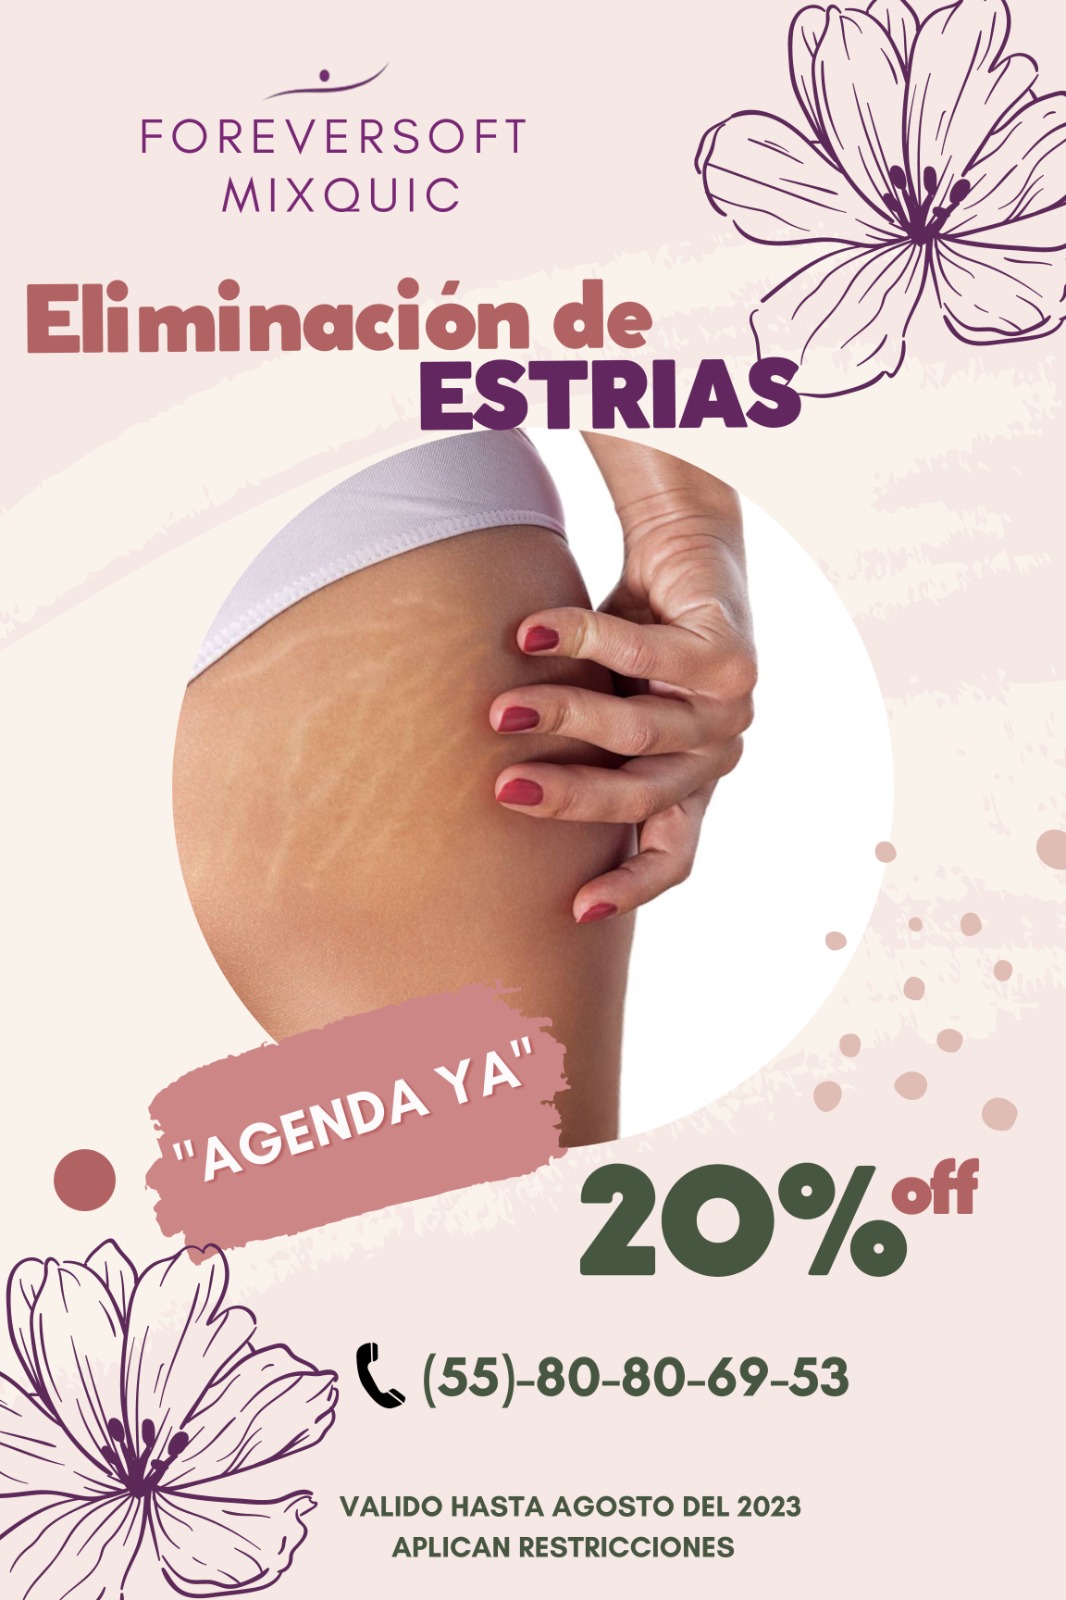 FOREVERSOFT
MIXQUIC
Eliminación de
ESTRIAS
"AGENDA YA"
20% off
(55)-80-80-69-53
VALIDO HASTA AGOSTO DEL 2023
APLICAN RESTRICCIONES